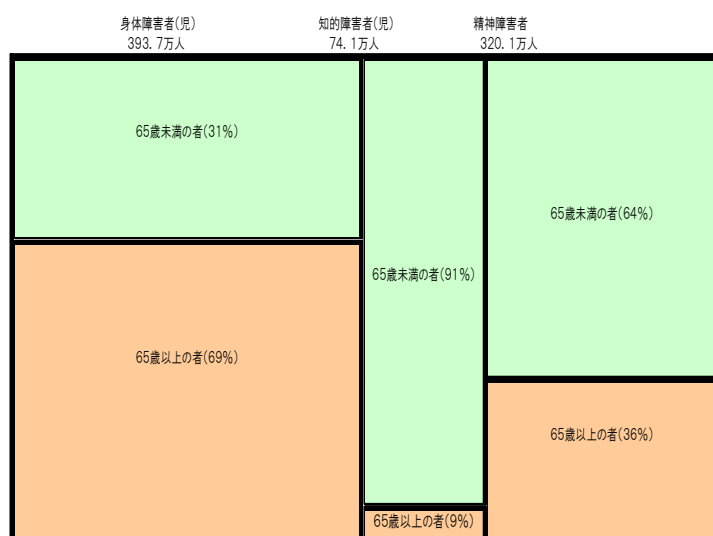 身体障害者(児)
393.7万人
知的障害者(児)
74.1万人
精神障害者
320.1万人
65歳未満の者(31%)
65歳未満の者(64%)
65歳未満の者(91%)
65歳以上の者(69%)
65歳以上の者(36%)
65歳以上の者(9%)